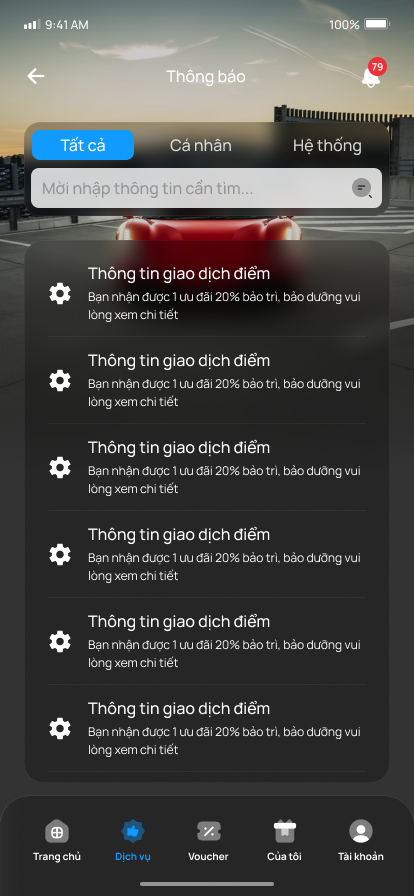 9:41 AM
100%
Thông báo
79
Tất cả
Cá nhân
Hệ thống
Mời nhập thông tin cần tìm...
Thông tin giao dịch điểm
Bạn nhận được 1 ưu đãi 20% bảo trì, bảo dưỡng vui
lòng xem chi tiết
Thông tin giao dịch điểm
Bạn nhận được 1 ưu đãi 20% bảo trì, bảo dưỡng vui
lòng xem chi tiết
Thông tin giao dịch điểm
Bạn nhận được 1 ưu đãi 20% bảo trì, bảo dưỡng vui
lòng xem chi tiết
Thông tin giao dịch điểm
Bạn nhận được 1 ưu đãi 20% bảo trì, bảo dưỡng vui
lòng xem chi tiết
Thông tin giao dịch điểm
Bạn nhận được 1 ưu đãi 20% bảo trì, bảo dưỡng vui
lòng xem chi tiết
Thông tin giao dịch điểm
Bạn nhận được 1 ưu đãi 20% bảo trì, bảo dưỡng vui
lòng xem chi tiết
Trang chủ
Dịch vụ
Voucher
Của tôi
Tài khoản